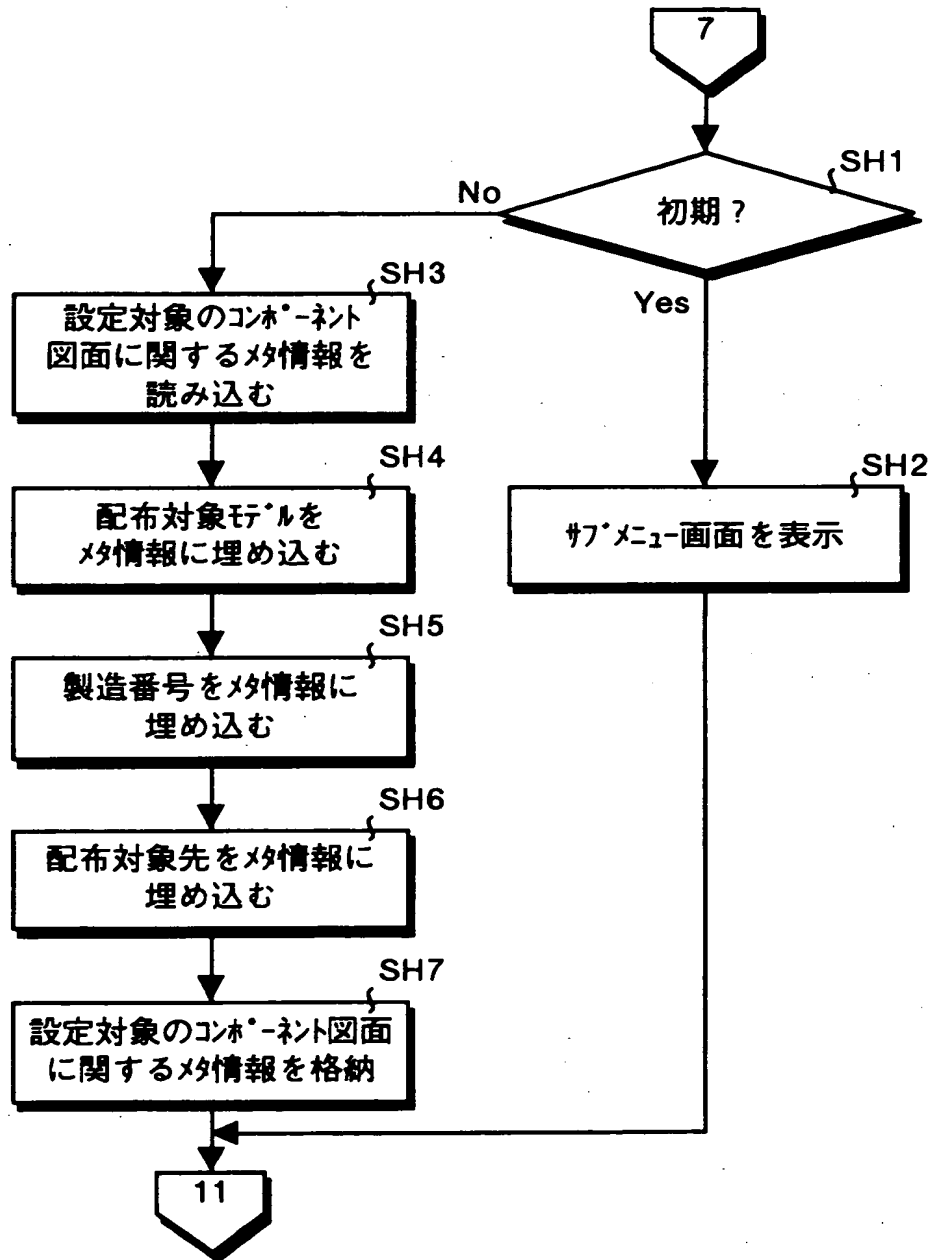 7
SH1
初期？
No
Yes
SH3
設定対象のｺﾝﾎﾟｰﾈﾝﾄ
図面に関するﾒﾀ情報を
読み込む
SH4
配布対象ﾓﾃﾞﾙを
ﾒﾀ情報に埋め込む
SH2
ｻﾌﾞﾒﾆｭｰ画面を表示
SH5
製造番号をﾒﾀ情報に
埋め込む
SH6
配布対象先をﾒﾀ情報に
埋め込む
SH7
設定対象のｺﾝﾎﾟｰﾈﾝﾄ図面
に関するﾒﾀ情報を格納
11